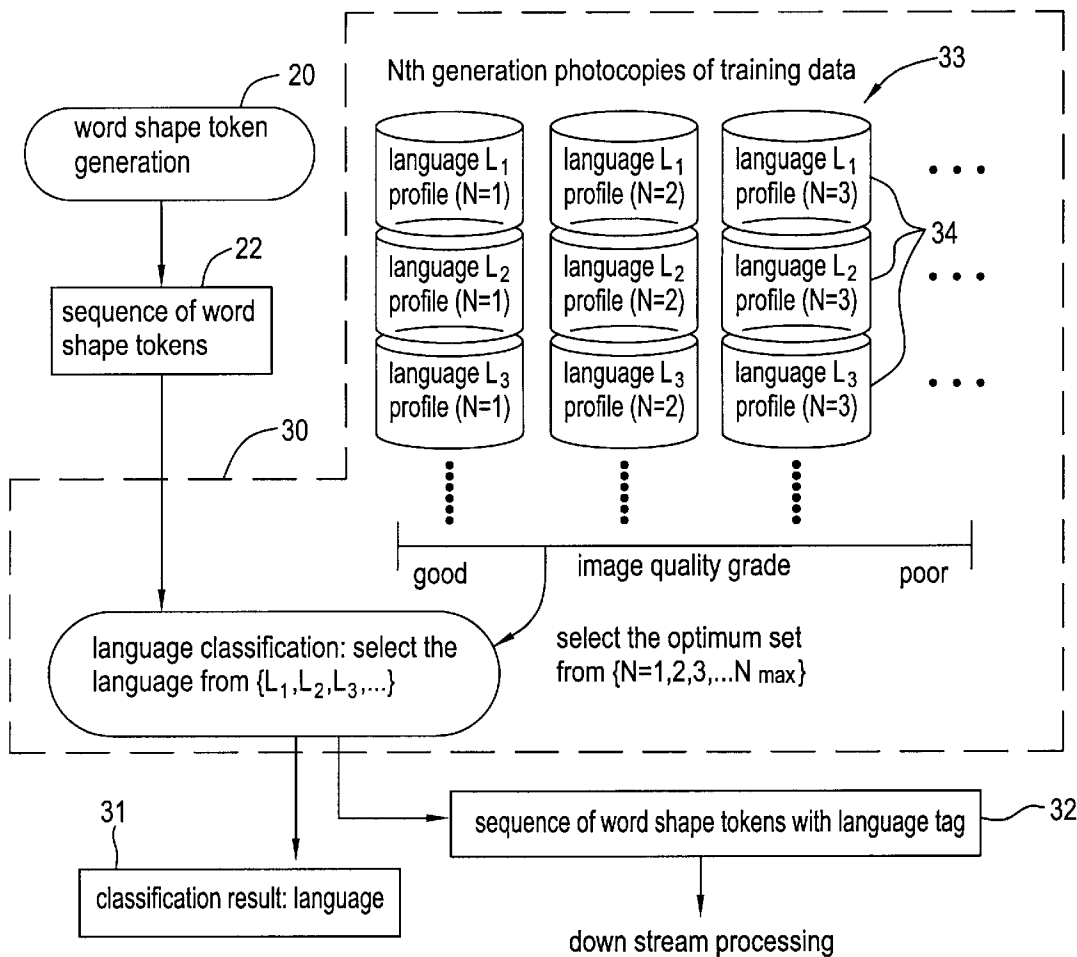 Nth generation photocopies of training data
33
20
word shape token
generation
language L₁
profile (N=1)
language L₁
profile (N=2)
language L₁
profile (N=3)
34
22
sequence of word
shape tokens
language L₂
profile (N=1)
language L₂
profile (N=2)
language L₂
profile (N=3)
language L₃
profile (N=1)
language L₃
profile (N=2)
language L₃
profile (N=3)
30
good
image quality grade
poor
language classification: select the
language from {L₁,L₂,L₃,...}
select the optimum set
from {N=1,2,3,...N max}
31
classification result: language
sequence of word shape tokens with language tag
32
down stream processing